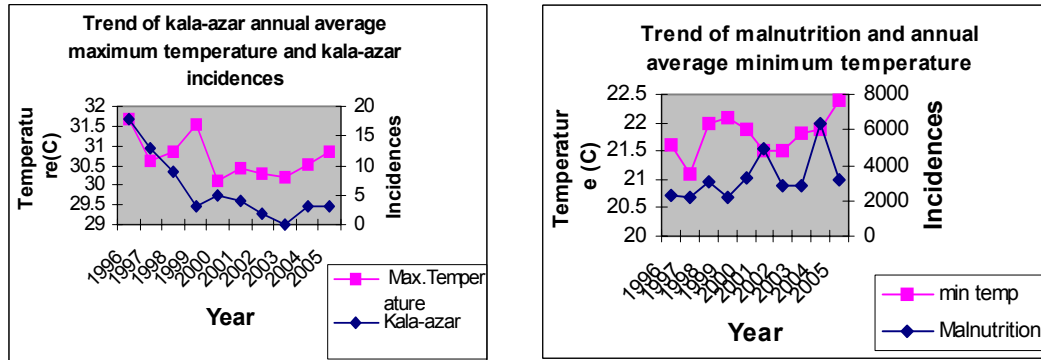 Trend of kala-azar annual average
maximum temperature and kala-azar
incidences
Temperatu
re(C)
32
31.5
31
30.5
30
29.5
29
20
15
10
5
0
Incidences
1996
1997
1998
1999
2000
2001
2002
2003
2004
2005
Year
Max.Temper
ature
Kala-azar
Trend of malnutrition and annual
average minimum temperature
Temperatur
e (C)
22.5
22
21.5
21
20.5
20
8000
6000
4000
2000
0
Incidences
1996
1997
1998
1999
2000
2001
2002
2003
2004
2005
Year
min temp
Malnutrition